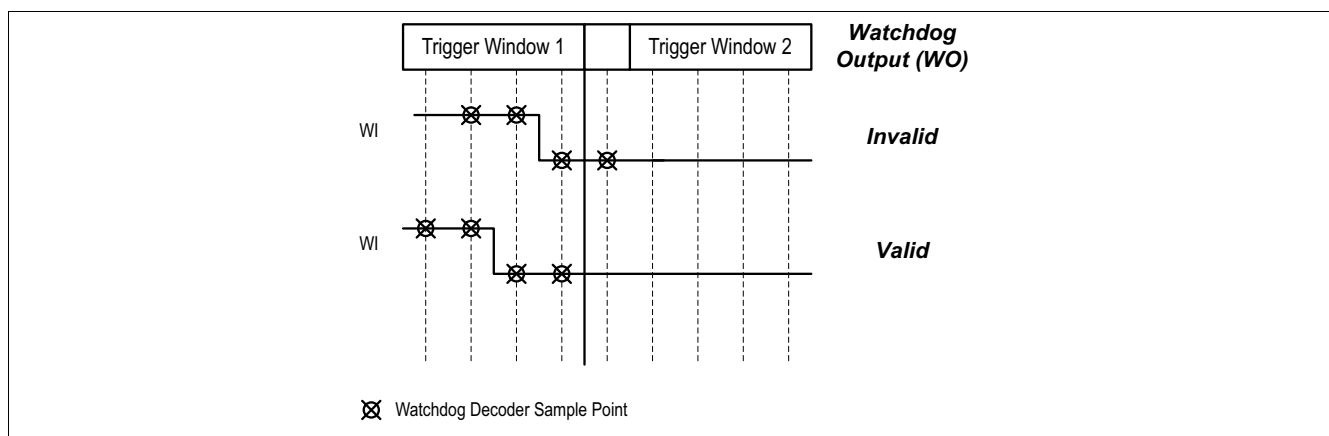 Trigger Window 1
Trigger Window 2
Watchdog
Output (WO)
WI
Invalid
WI
Valid
Watchdog Decoder Sample Point